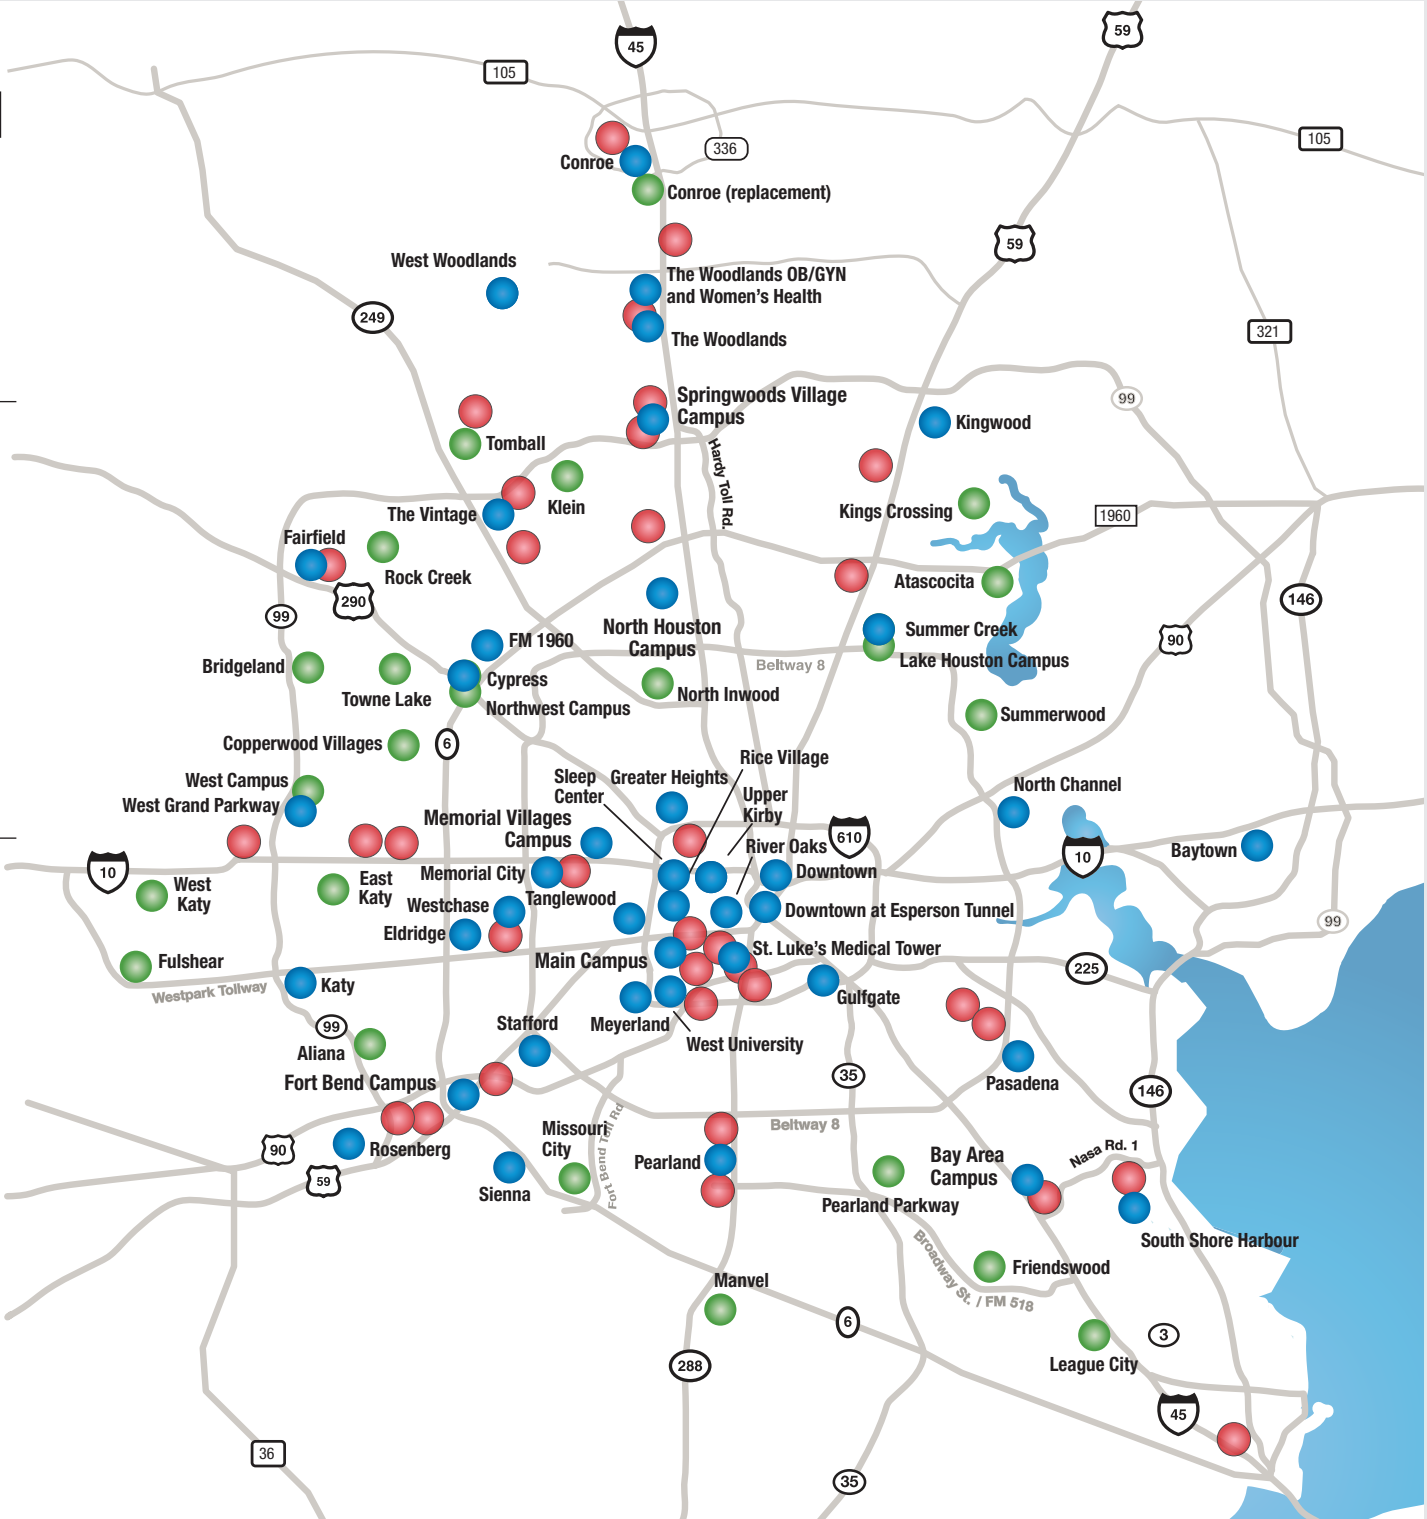 45
59
105
336
105
Conroe
Conroe (replacement)
59
West Woodlands
The Woodlands OB/GYN
and Women's Health
249
321
The Woodlands
Springwoods Village
Campus
99
Kingwood
Tomball
Hardy Toll Rd.
Klein
The Vintage
Kings Crossing
1960
Fairfield
Rock Creek
Atascocita
290
146
99
North Houston
Campus
Summer Creek
90
FM 1960
Lake Houston Campus
Beltway 8
Bridgeland
Cypress
Towne Lake
North Inwood
Northwest Campus
Summerwood
Copperwood Villages
6
Rice Village
West Campus
Sleep
Center
Greater Heights
Upper
Kirby
North Channel
West Grand Parkway
Memorial Villages
Campus
610
River Oaks
10
Baytown
10
Memorial City
Downtown
West
Katy
East
Katy
Tanglewood
Westchase
Downtown at Esperson Tunnel
99
Eldridge
St. Luke's Medical Tower
Fulshear
Main Campus
225
Westpark Tollway
Katy
Gulfgate
99
Stafford
Meyerland
West University
Aliana
35
Pasadena
Fort Bend Campus
146
Missouri
City
Fort Bend Toll Rd
Beltway 8
90
Rosenberg
Nasa Rd. 1
Pearland
Bay Area
Campus
59
Sienna
Pearland Parkway
South Shore Harbour
Broadway St. / FM 518
Friendswood
Manvel
6
3
288
League City
45
36
35